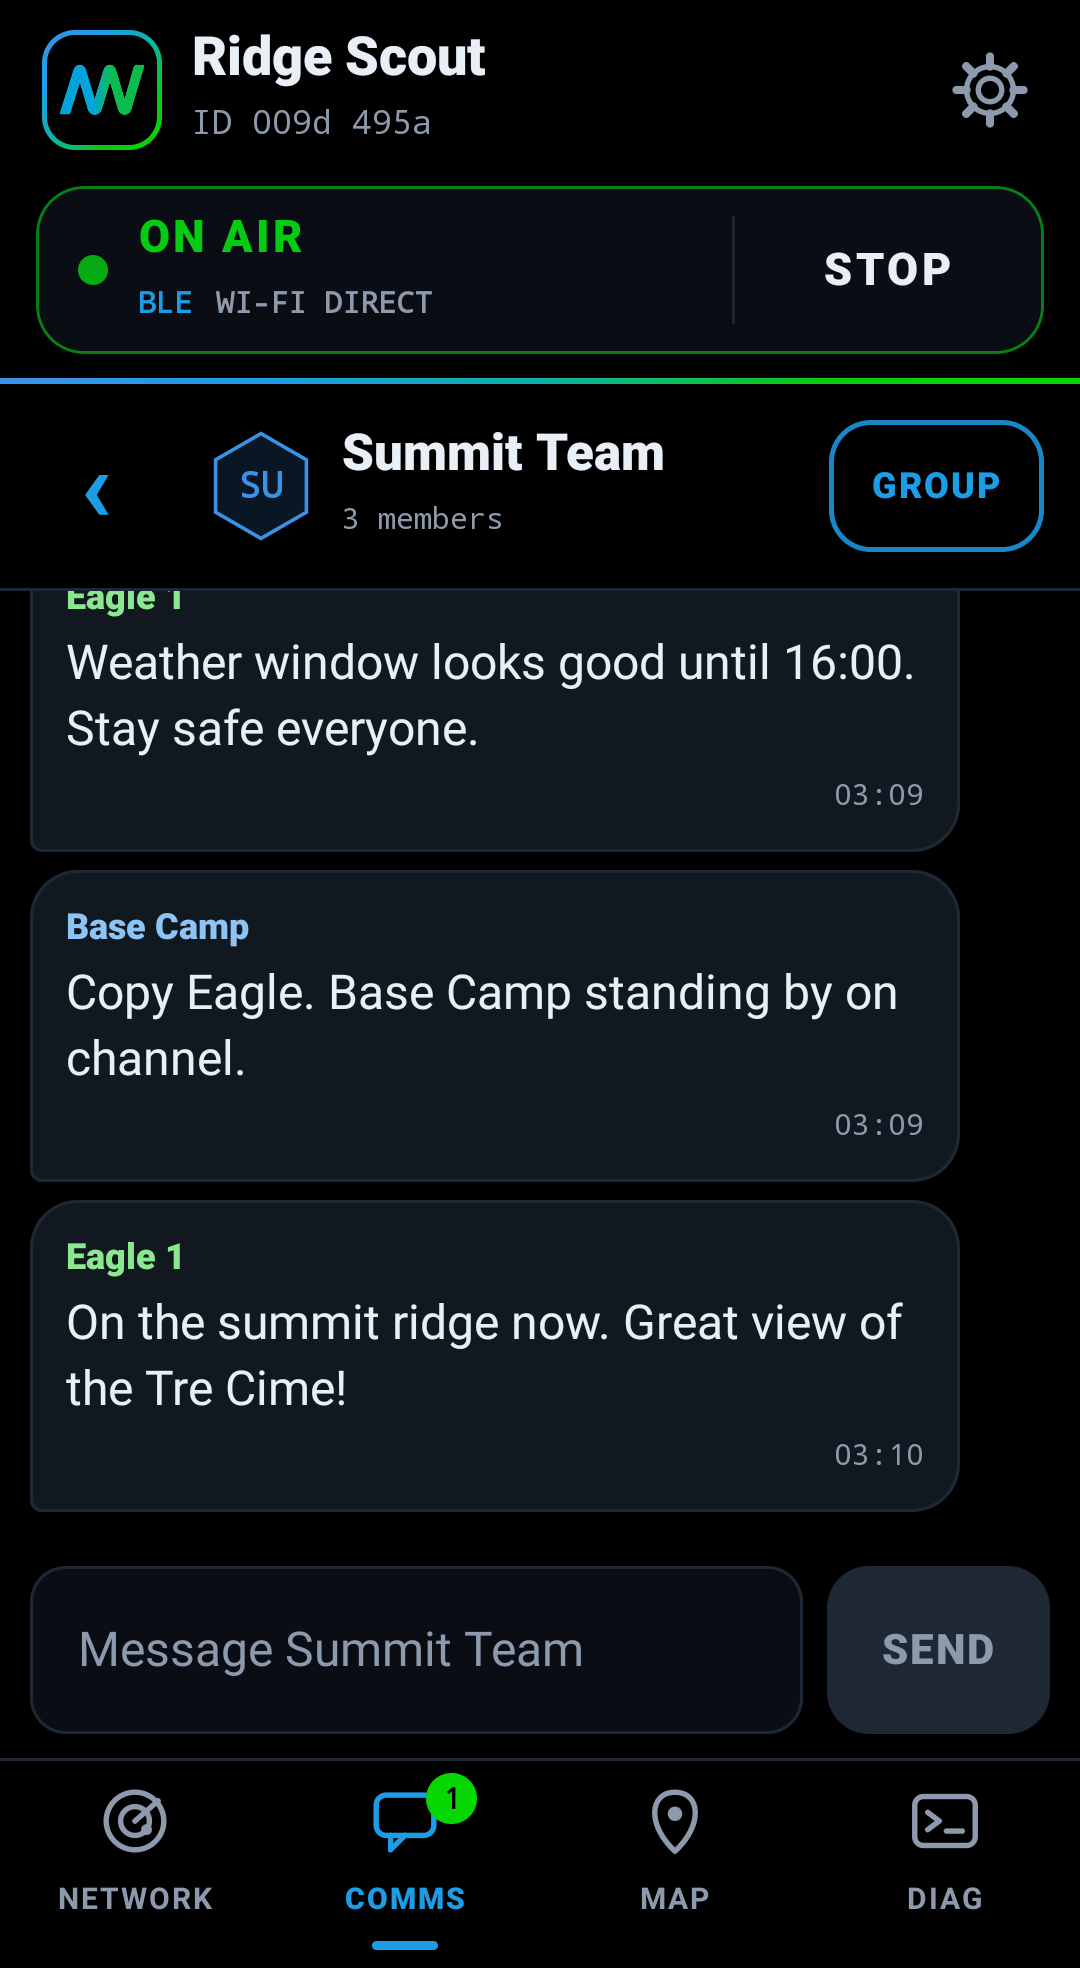 Ridge Scout
ID 009d 495a
ON AIR
BLE WI-FI DIRECT
STOP
❮
SU
Summit Team
3 members
GROUP
Eagle 1
Weather window looks good until 16:00.
Stay safe everyone.
03:09
Base Camp
Copy Eagle. Base Camp standing by on
channel.
03:09
Eagle 1
On the summit ridge now. Great view of
the Tre Cime!
03:10
Message Summit Team
SEND
1
NETWORK
COMMS
MAP
DIAG